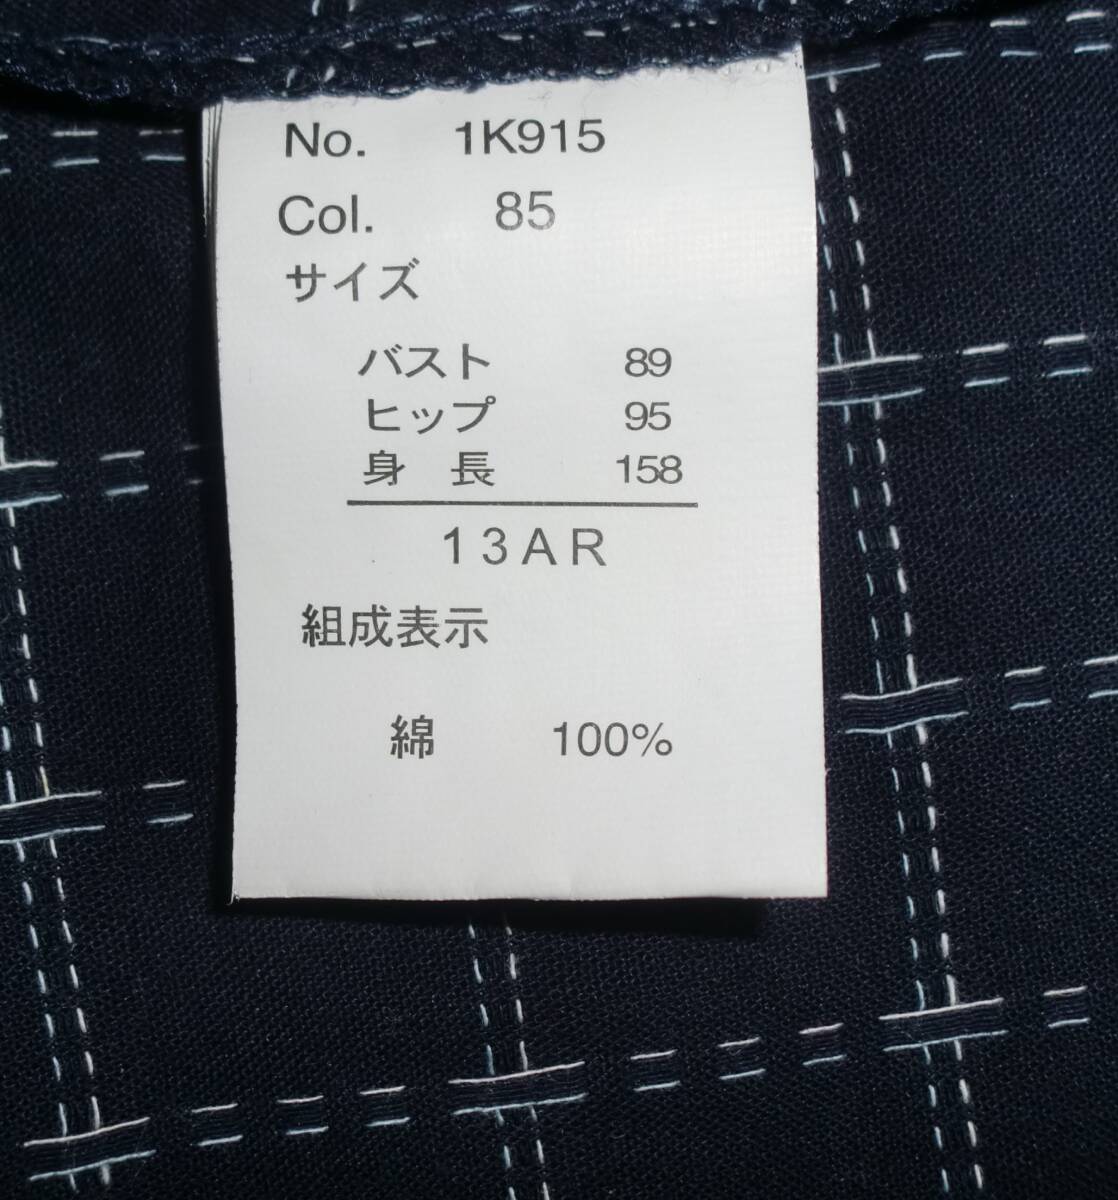 No. 1K915
Col. 85
サイズ
バスト 89
ヒップ 95
身 長 158
13AR
組成表示
綿 100%